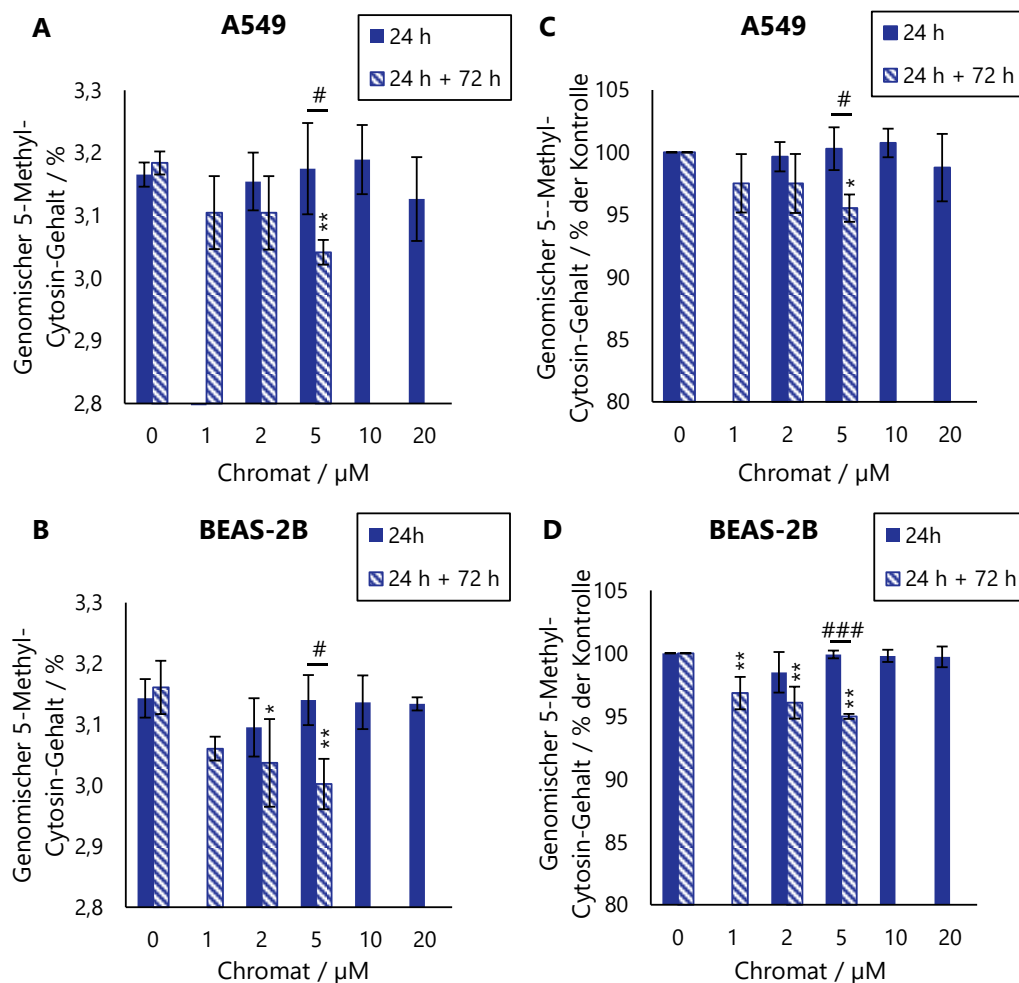 A
A549
24 h
24 h + 72 h
Genomischer 5-Methyl-
Cytosin-Gehalt / %
3,3
3,2
3,1
3,0
2,9
2,8
#
**
0 1 2 5 10 20
Chromat / µM
C
A549
24 h
24 h + 72 h
Genomischer 5--Methyl-
Cytosin-Gehalt / % der Kontrolle
105
100
95
90
85
80
#
*
0 1 2 5 10 20
Chromat / µM
B
BEAS-2B
24h
24 h + 72 h
Genomischer 5-Methyl-
Cytosin-Gehalt / %
3,3
3,2
3,1
3,0
2,9
2,8
#
*
**
0 1 2 5 10 20
Chromat / µM
D
BEAS-2B
24h
24 h + 72 h
Genomischer 5-Methyl-
Cytosin-Gehalt / % der Kontrolle
105
100
95
90
85
80
###
**
**
**
0 1 2 5 10 20
Chromat / µM